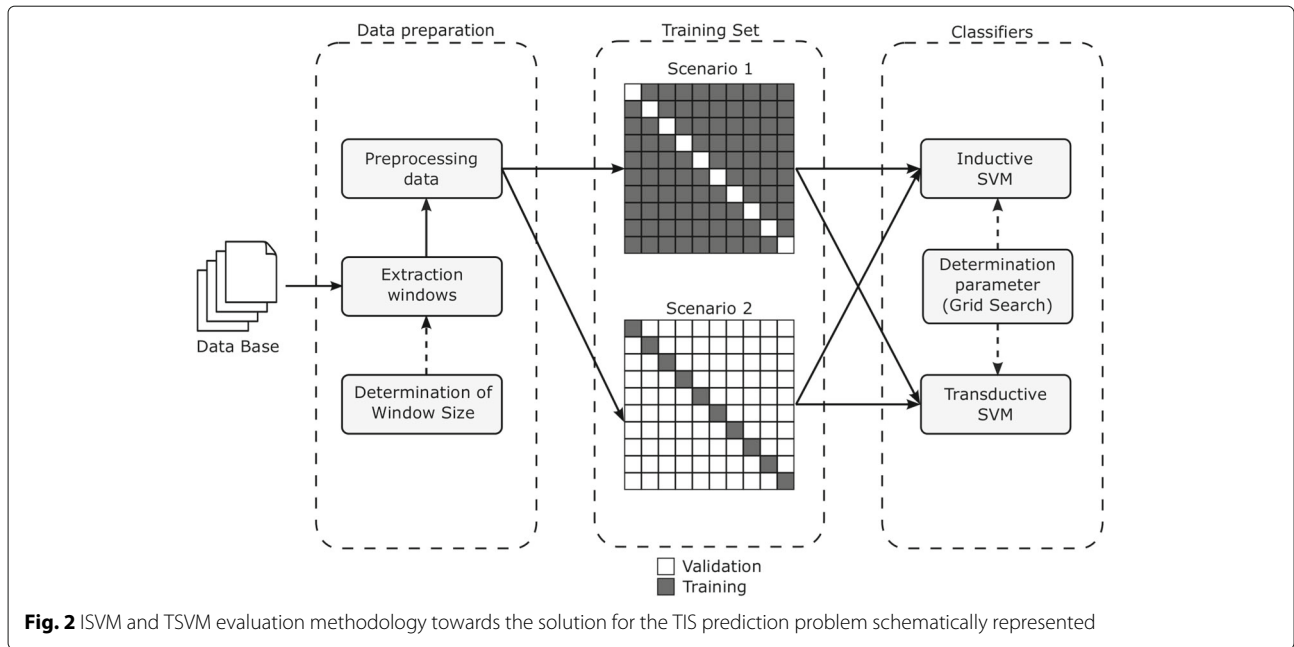 Data preparation
Training Set
Classifiers
Scenario 1
Preprocessing
data
Inductive
SVM
Extraction
windows
Determination
parameter
(Grid Search)
Data Base
Scenario 2
Determination of
Window Size
Transductive
SVM
Validation
Training
Fig. 2 ISVM and TSVM evaluation methodology towards the solution for the TIS prediction problem schematically represented